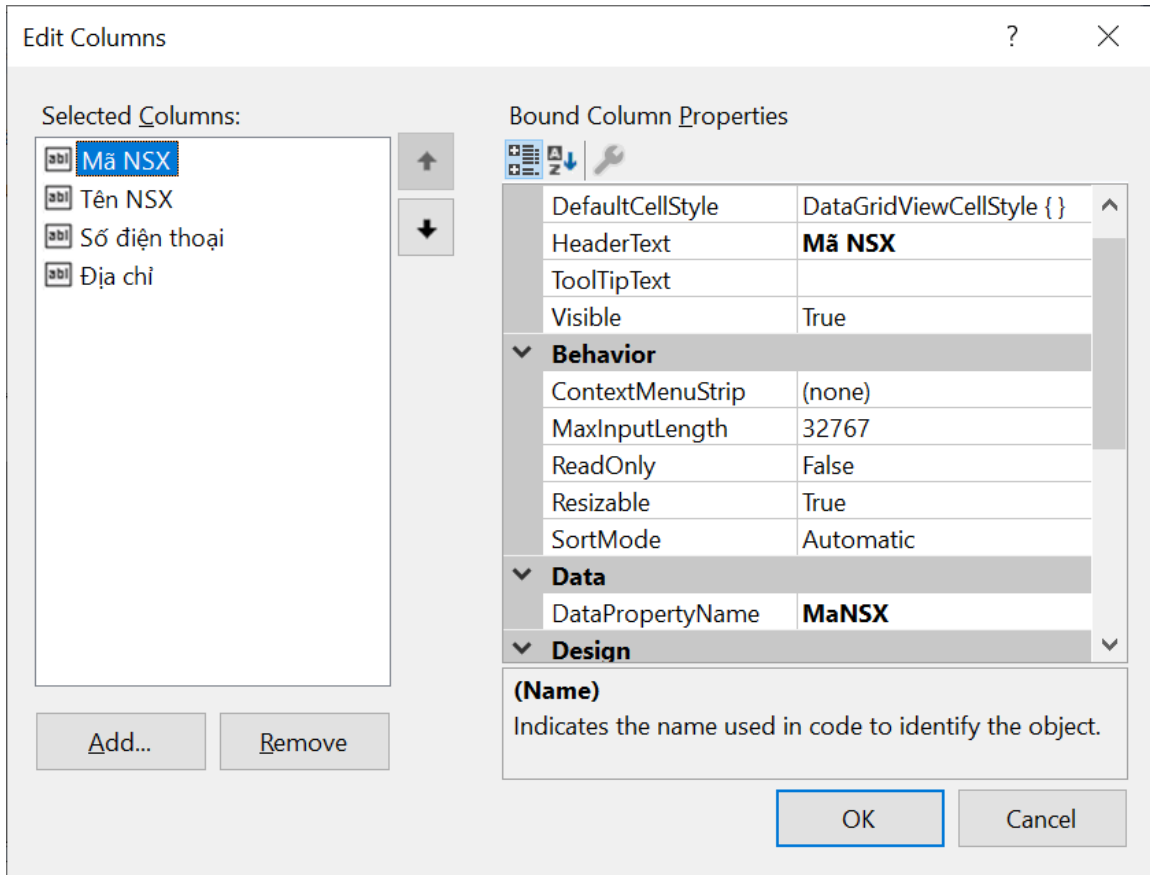 Edit Columns ?
Selected Columns:
Mã NSX
Tên NSX
Số điện thoại
Địa chỉ
Add...
Remove
Bound Column Properties
DefaultCellStyle DataGridViewCellStyle { }
HeaderText Mã NSX
ToolTipText
Visible True
Behavior
ContextMenuStrip (none)
MaxInputLength 32767
ReadOnly False
Resizable True
SortMode Automatic
Data
DataPropertyName MaNSX
Design
(Name)
Indicates the name used in code to identify the object.
OK Cancel